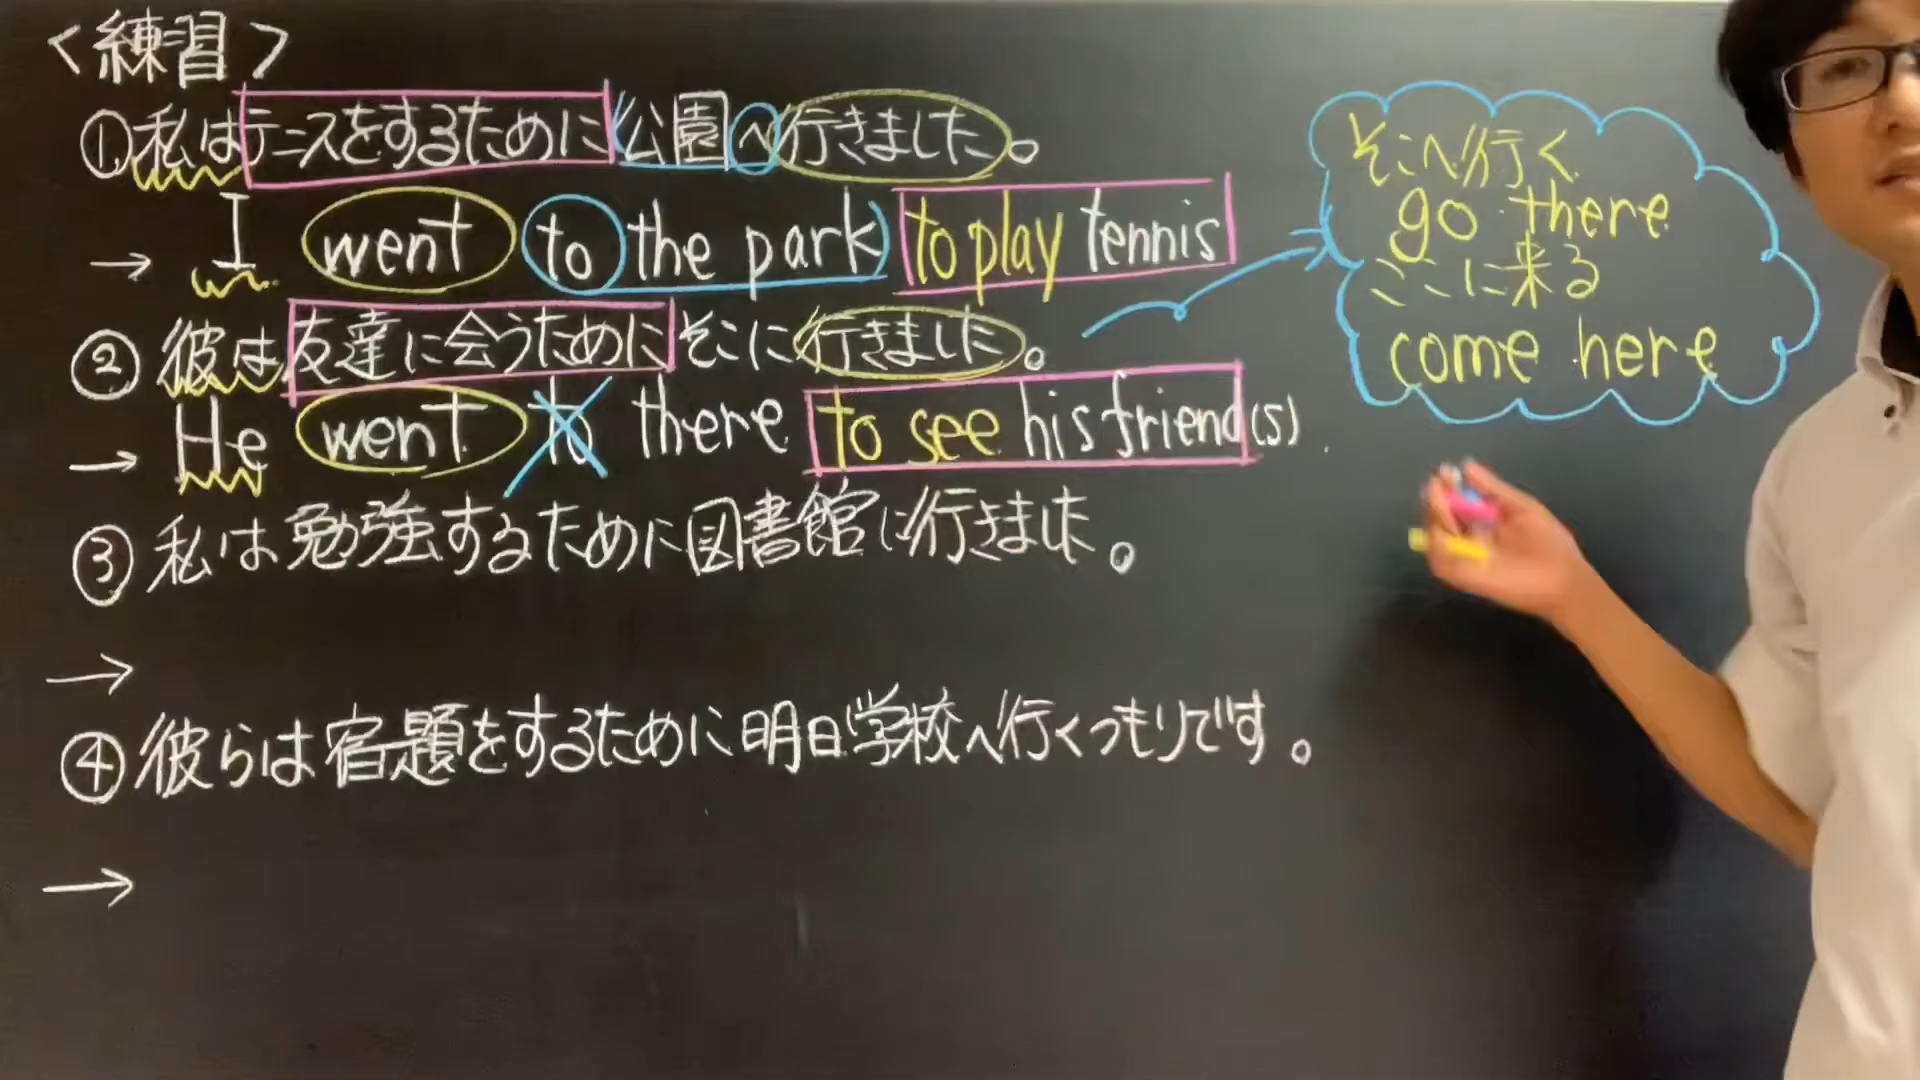 ＜練習＞
①私はテニスをするために公園へ行きました。
→ I went to the park to play tennis
②彼は友達に会うためにそこに行きました。
→ He went to there to see his friend(s).
③私は勉強するために図書館に行きました。
→
④彼らは宿題をするために明日学校へ行くつもりです。
→
そこへ行く
go there
ここに来る
come here